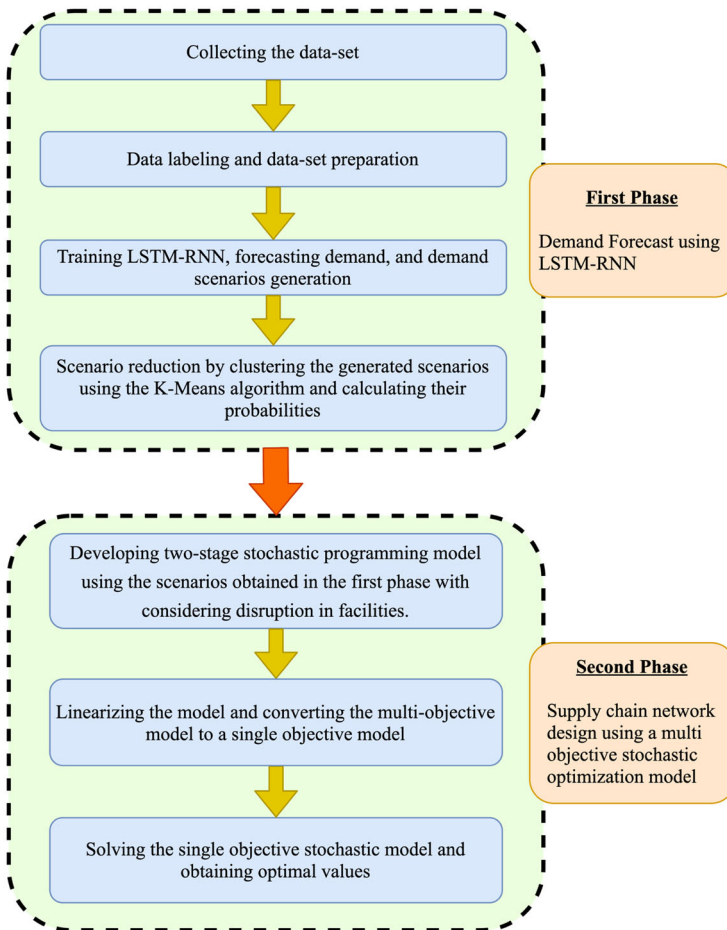 Collecting the data-set
Data labeling and data-set preparation
Training LSTM-RNN, forecasting demand, and demand
scenarios generation
Scenario reduction by clustering the generated scenarios
using the K-Means algorithm and calculating their
probabilities
First Phase
Demand Forecast using
LSTM-RNN
Developing two-stage stochastic programming model
using the scenarios obtained in the first phase with
considering disruption in facilities.
Linearizing the model and converting the multi-objective
model to a single objective model
Solving the single objective stochastic model and
obtaining optimal values
Second Phase
Supply chain network
design using a multi
objective stochastic
optimization model